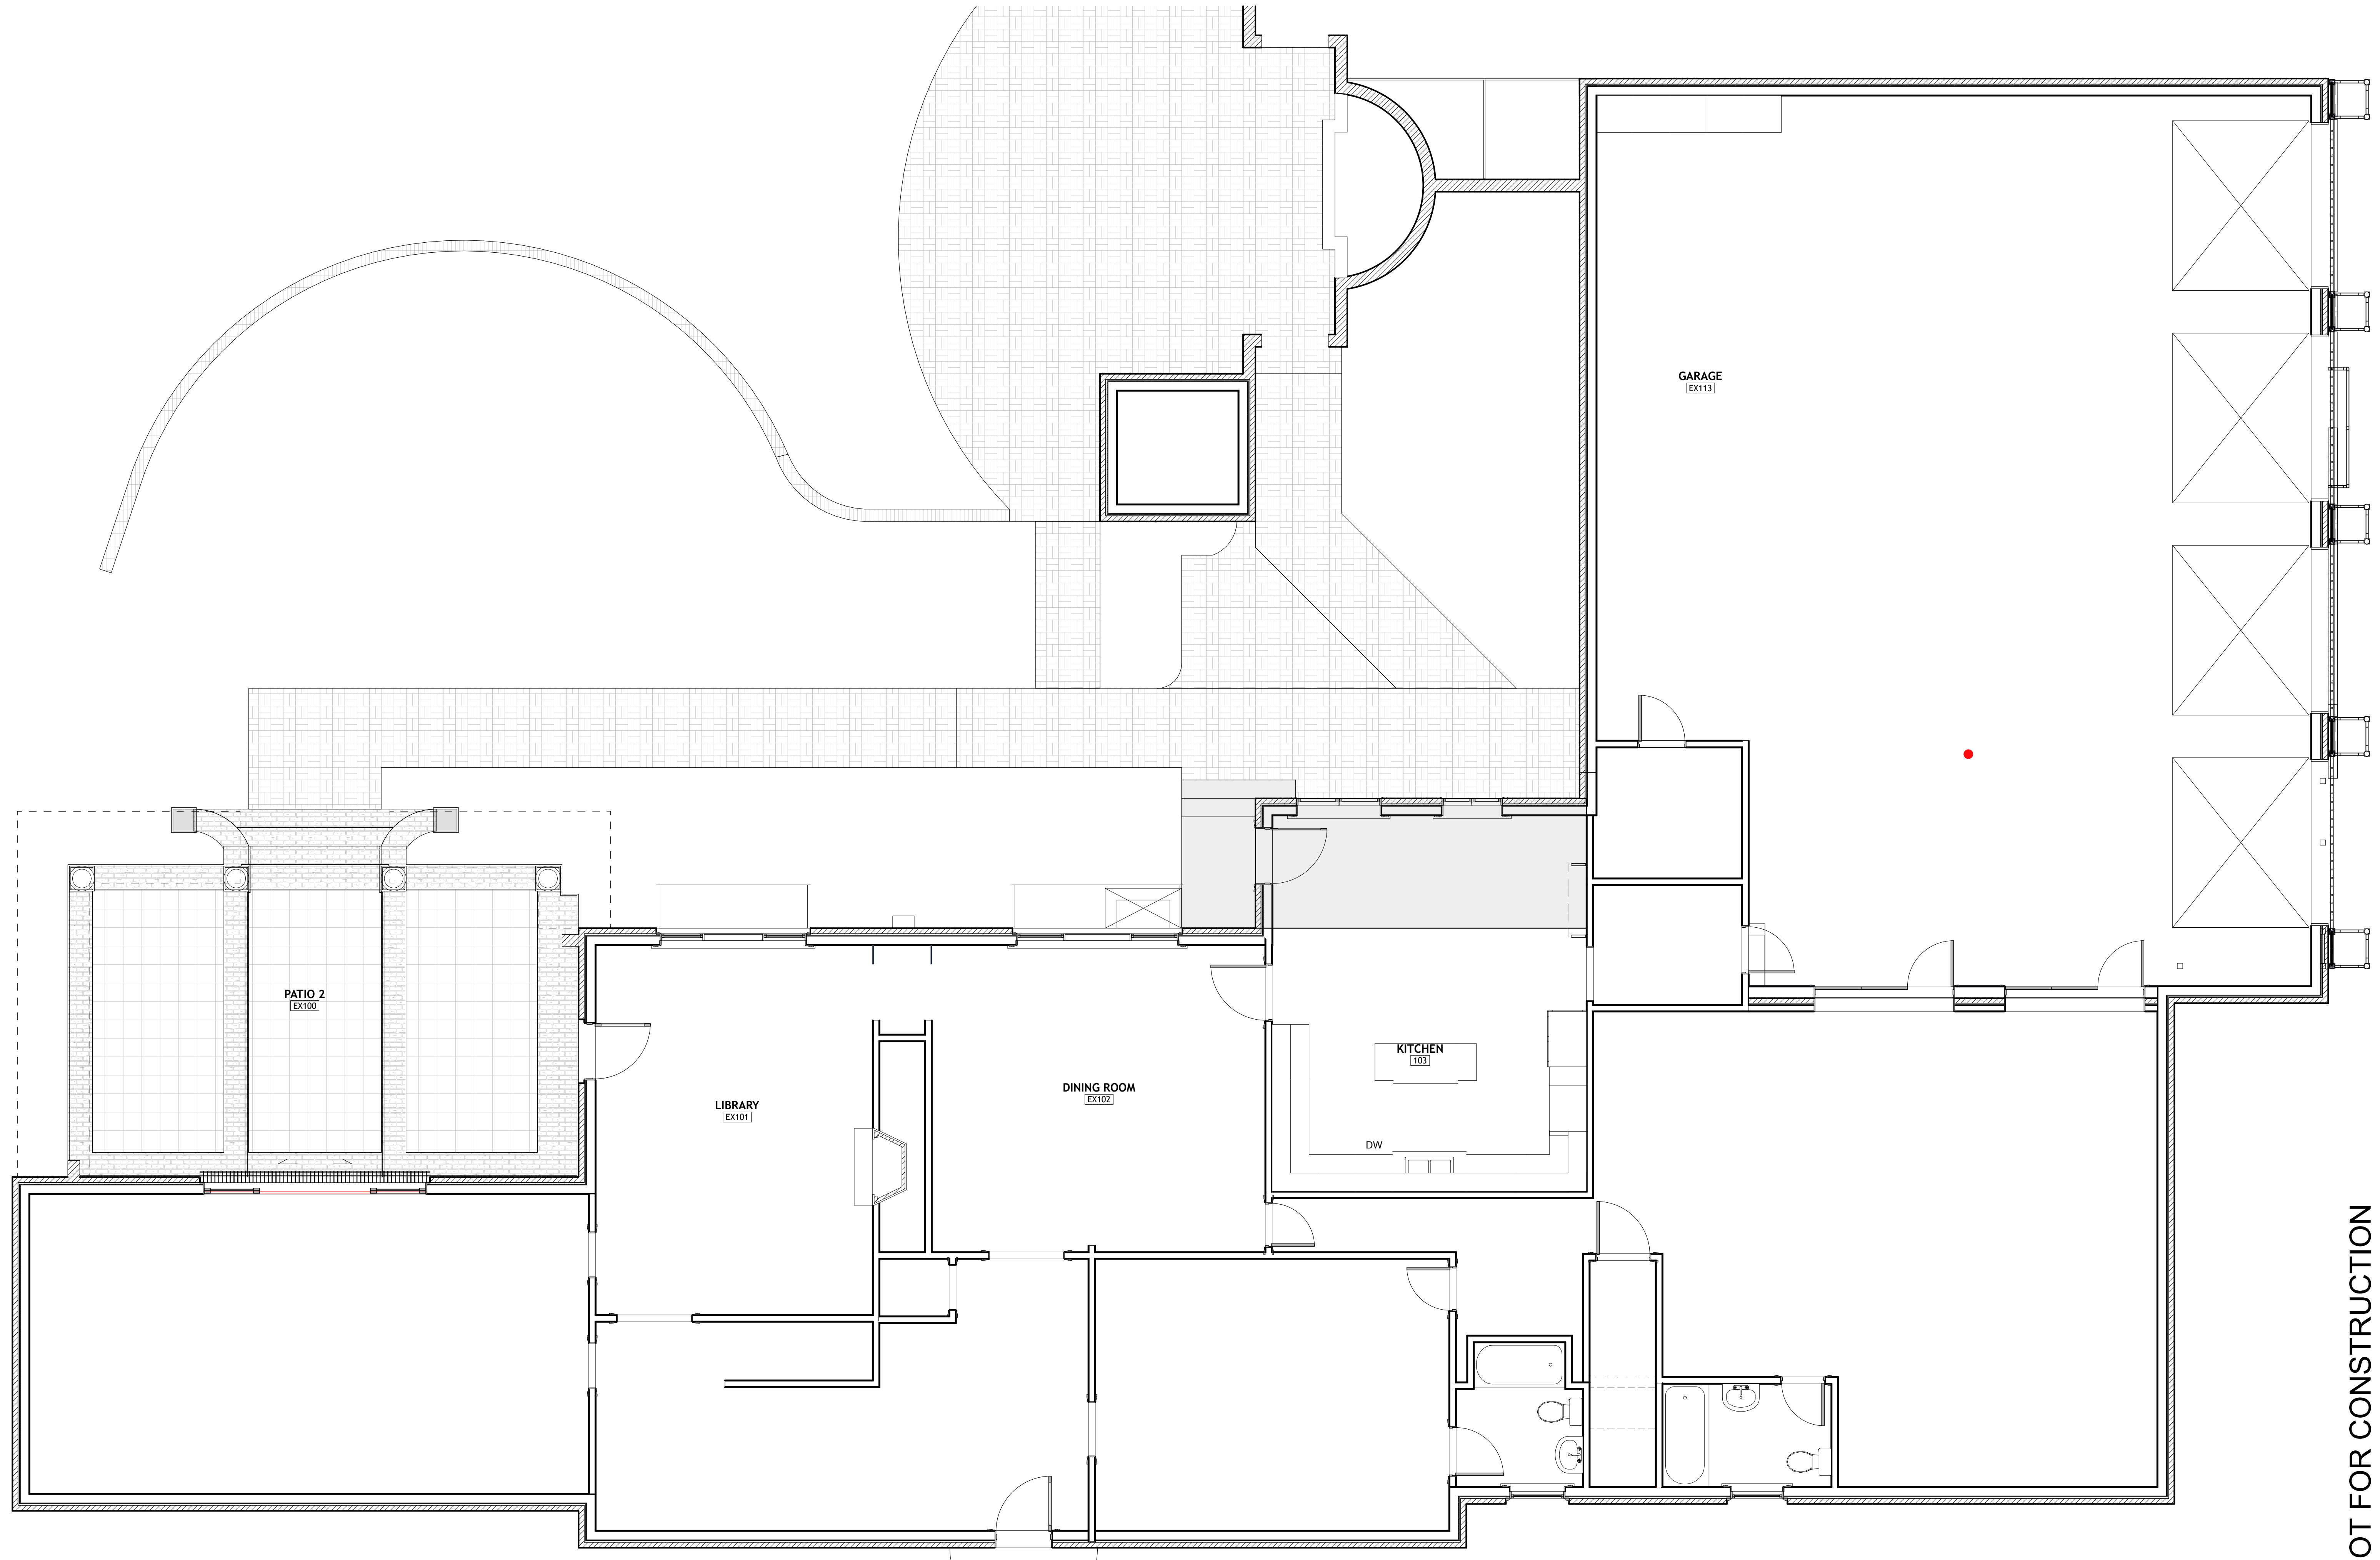 GARAGE
EX113
PATIO 2
EX100
KITCHEN
103
DINING ROOM
EX102
LIBRARY
EX101
DW
OT FOR CONSTRUCTION